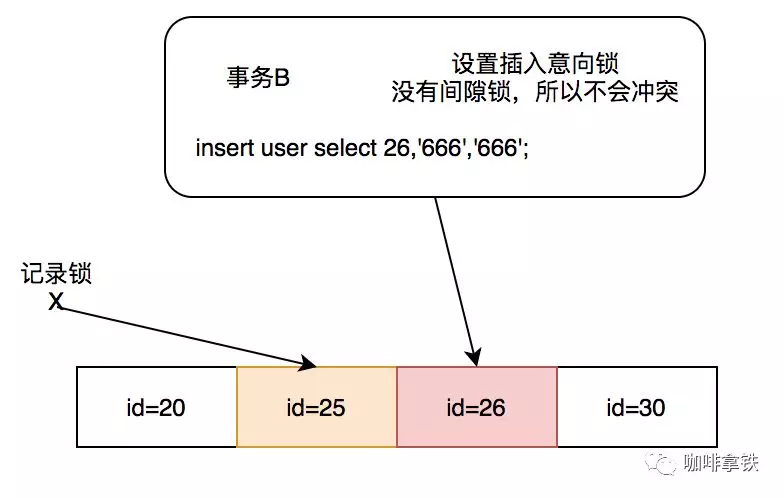 事务B
设置插入意向锁
没有间隙锁，所以不会冲突
insert user select 26,'666','666';
记录锁
X
id=20
id=25
id=26
id=30
咖啡拿铁